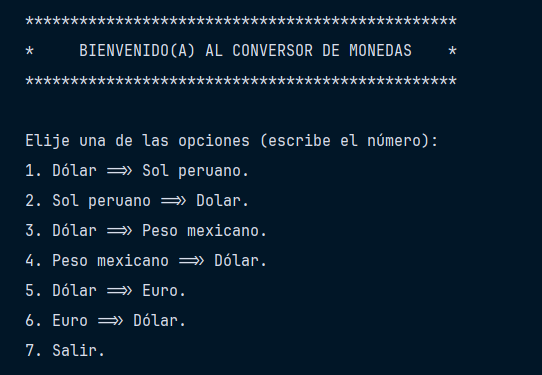 ************************************************
*     BIENVENIDO(A) AL CONVERSOR DE MONEDAS    *
************************************************
Elije una de las opciones (escribe el número):
1. Dólar ==>> Sol peruano.
2. Sol peruano ==>> Dolar.
3. Dólar ==>> Peso mexicano.
4. Peso mexicano ==>> Dólar.
5. Dólar ==>> Euro.
6. Euro ==>> Dólar.
7. Salir.